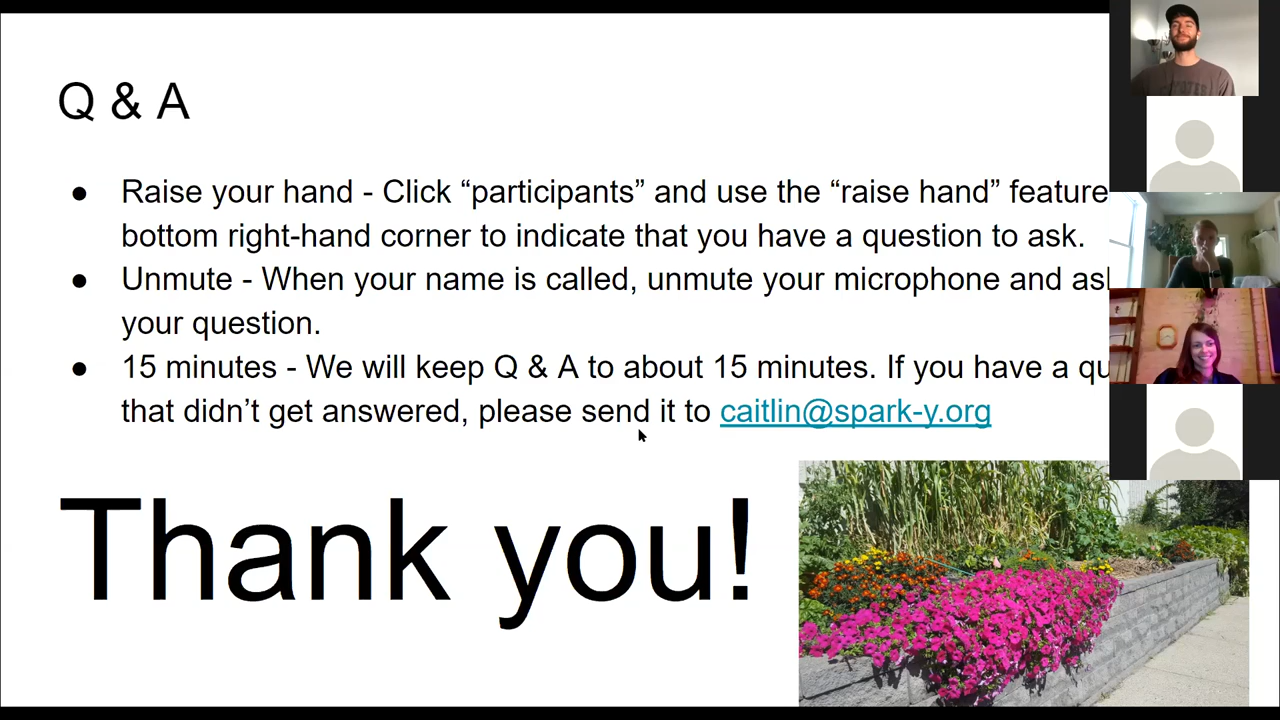 Q & A
● Raise your hand - Click “participants” and use the “raise hand” feature
bottom right-hand corner to indicate that you have a question to ask.
● Unmute - When your name is called, unmute your microphone and
your question.
● 15 minutes - We will keep Q & A to about 15 minutes. If you have a
that didn’t get answered, please send it to caitlin@spark-y.org
Thank you!